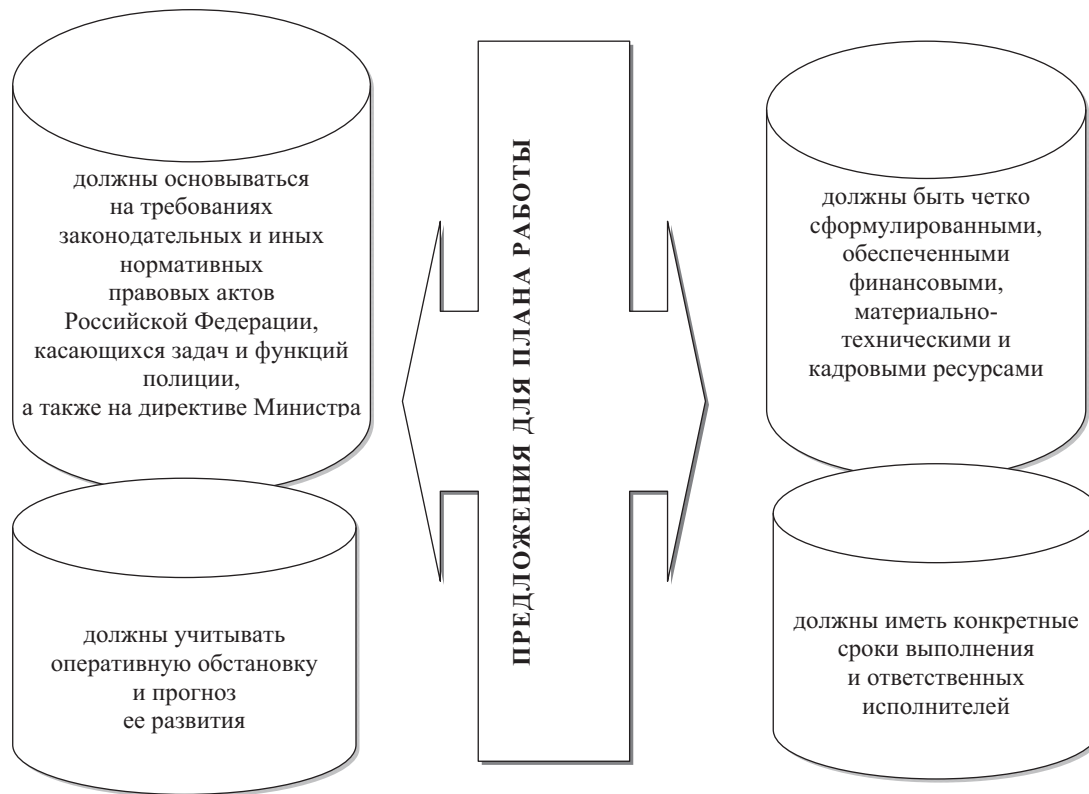 должны основываться
на требованиях
законодательных и иных
нормативных
правовых актов
Российской Федерации,
касающихся задач и функций
полиции,
а также на директиве Министра
должны учитывать
оперативную обстановку
и прогноз
ее развития
ПРЕДЛОЖЕНИЯ ДЛЯ ПЛАНА РАБОТЫ
должны быть четко
сформулированными,
обеспеченными
финансовыми,
материально-
техническими и
кадровыми ресурсами
должны иметь конкретные
сроки выполнения
и ответственных
исполнителей